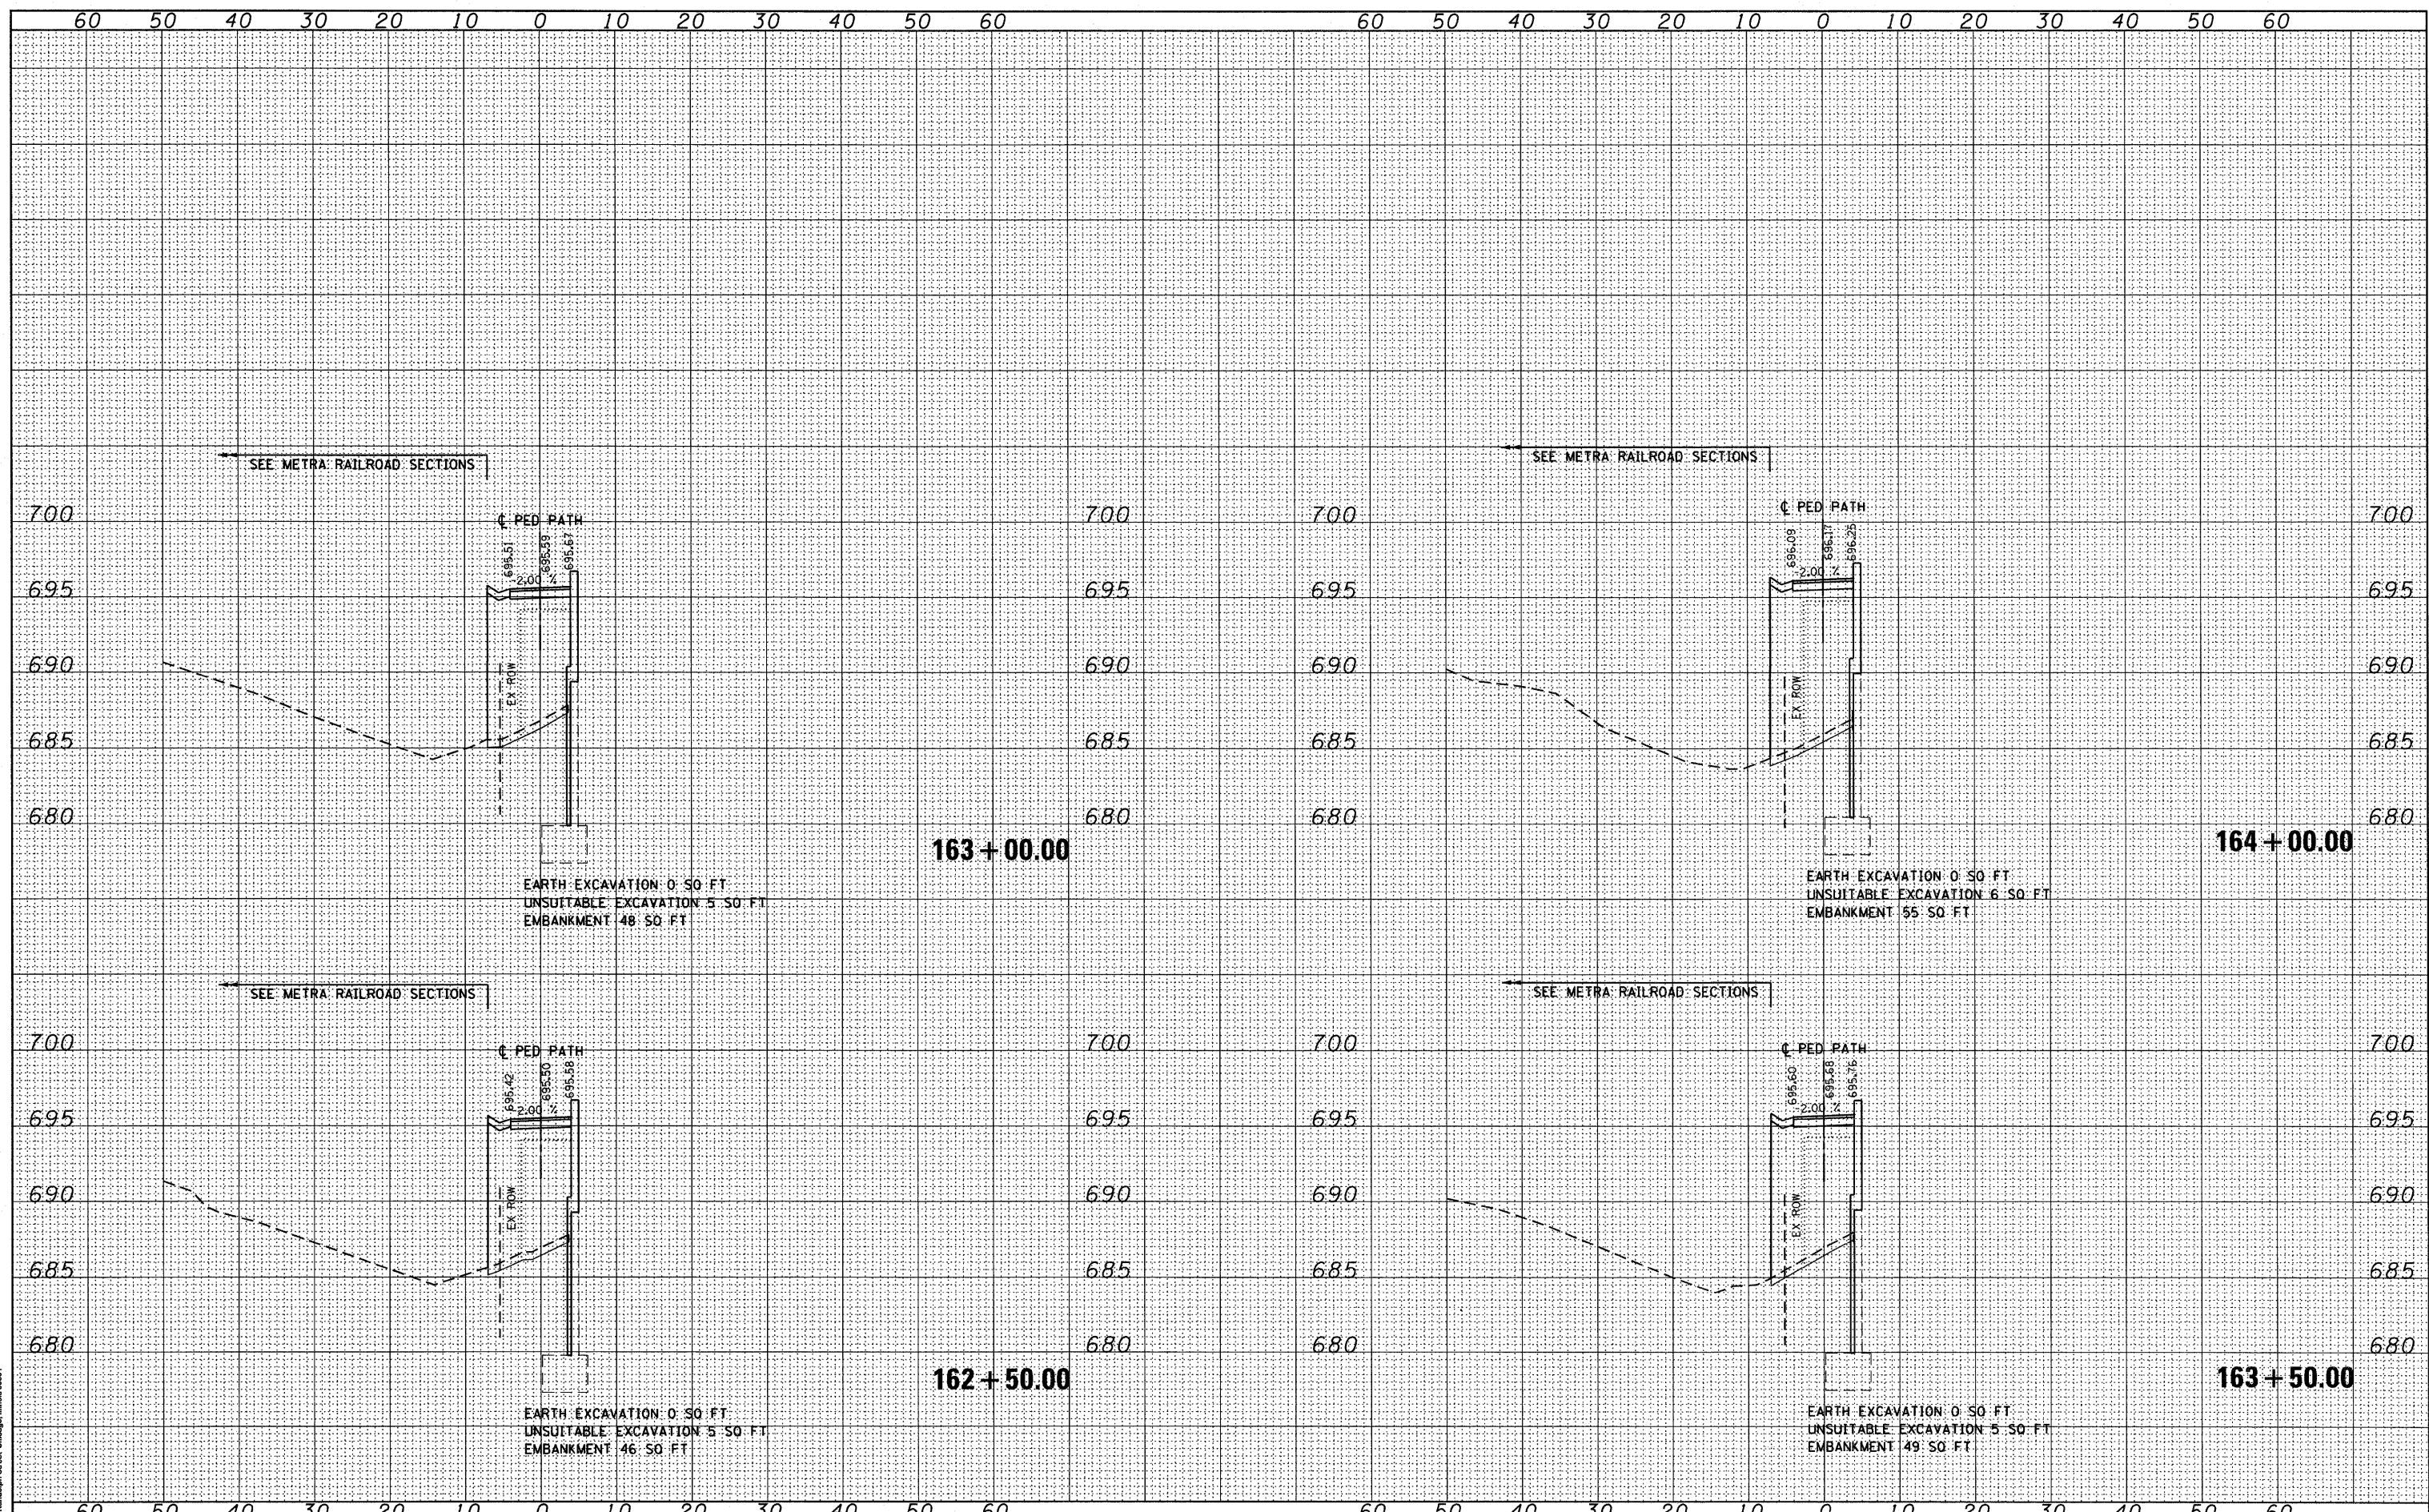 60 50 40 30 20 10 0 10 20 30 40 50 60 60 50 40 30 20 10 0 10 20 30 40 50 60
SEE METRA RAILROAD SECTIONS
℄ PED PATH
700 700
695.51 695.59 695.67
-2.00 %
695 695
690 690
EX ROW
685 685
680 680
163+00.00
EARTH EXCAVATION 0 SQ FT
UNSUITABLE EXCAVATION 5 SQ FT
EMBANKMENT 48 SQ FT
SEE METRA RAILROAD SECTIONS
℄ PED PATH
700 700
696.09 696.17 696.25
-2.00 %
695 695
690 690
EX ROW
685 685
680 680
164+00.00
EARTH EXCAVATION 0 SQ FT
UNSUITABLE EXCAVATION 6 SQ FT
EMBANKMENT 55 SQ FT
SEE METRA RAILROAD SECTIONS
℄ PED PATH
700 700
695.42 695.50 695.58
-2.00 %
695 695
690 690
EX ROW
685 685
680 680
162+50.00
EARTH EXCAVATION 0 SQ FT
UNSUITABLE EXCAVATION 5 SQ FT
EMBANKMENT 46 SQ FT
SEE METRA RAILROAD SECTIONS
℄ PED PATH
700 700
695.60 695.68 695.76
-2.00 %
695 695
690 690
EX ROW
685 685
680 680
163+50.00
EARTH EXCAVATION 0 SQ FT
UNSUITABLE EXCAVATION 5 SQ FT
EMBANKMENT 49 SQ FT
60 50 40 30 20 10 0 10 20 30 40 50 60 60 50 40 30 20 10 0 10 20 30 40 50 60